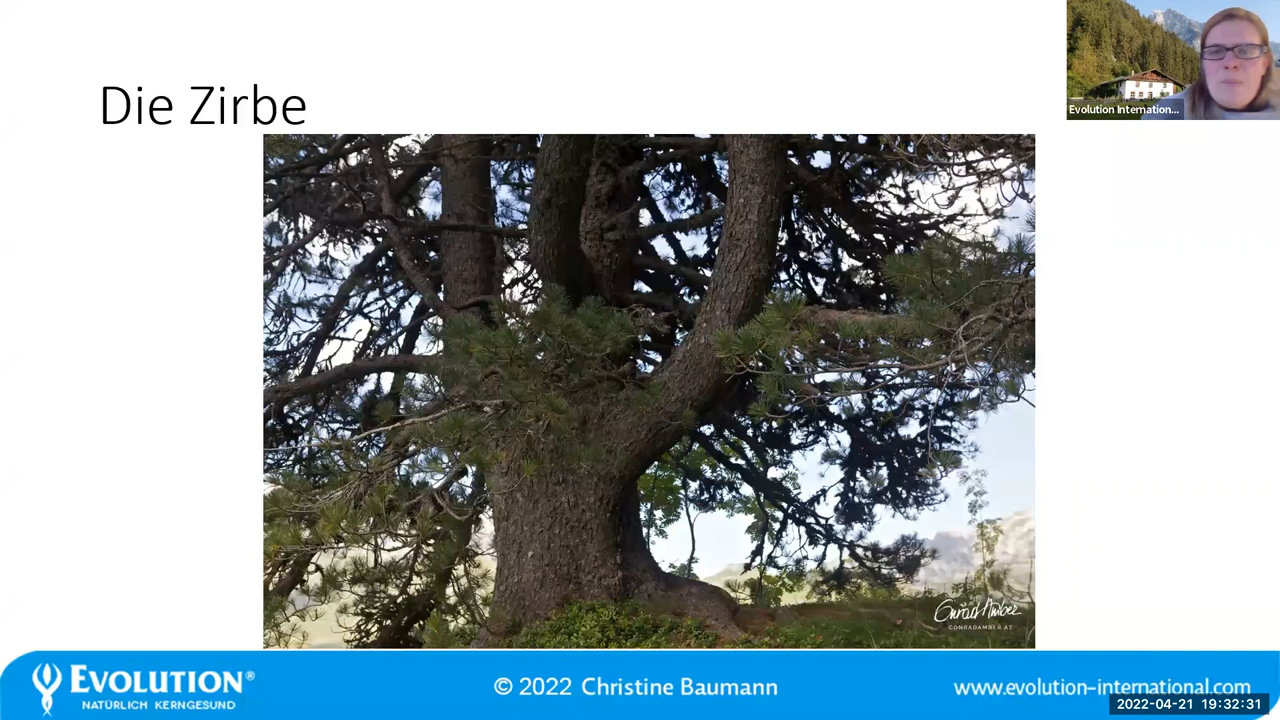 Die Zirbe
Evolution Internation...
Conrad Amber
CONRADAMBER.AT
EVOLUTION®
NATÜRLICH KERNGESUND
© 2022 Christine Baumann
www.evolution-international.com
2022-04-21 19:32:31